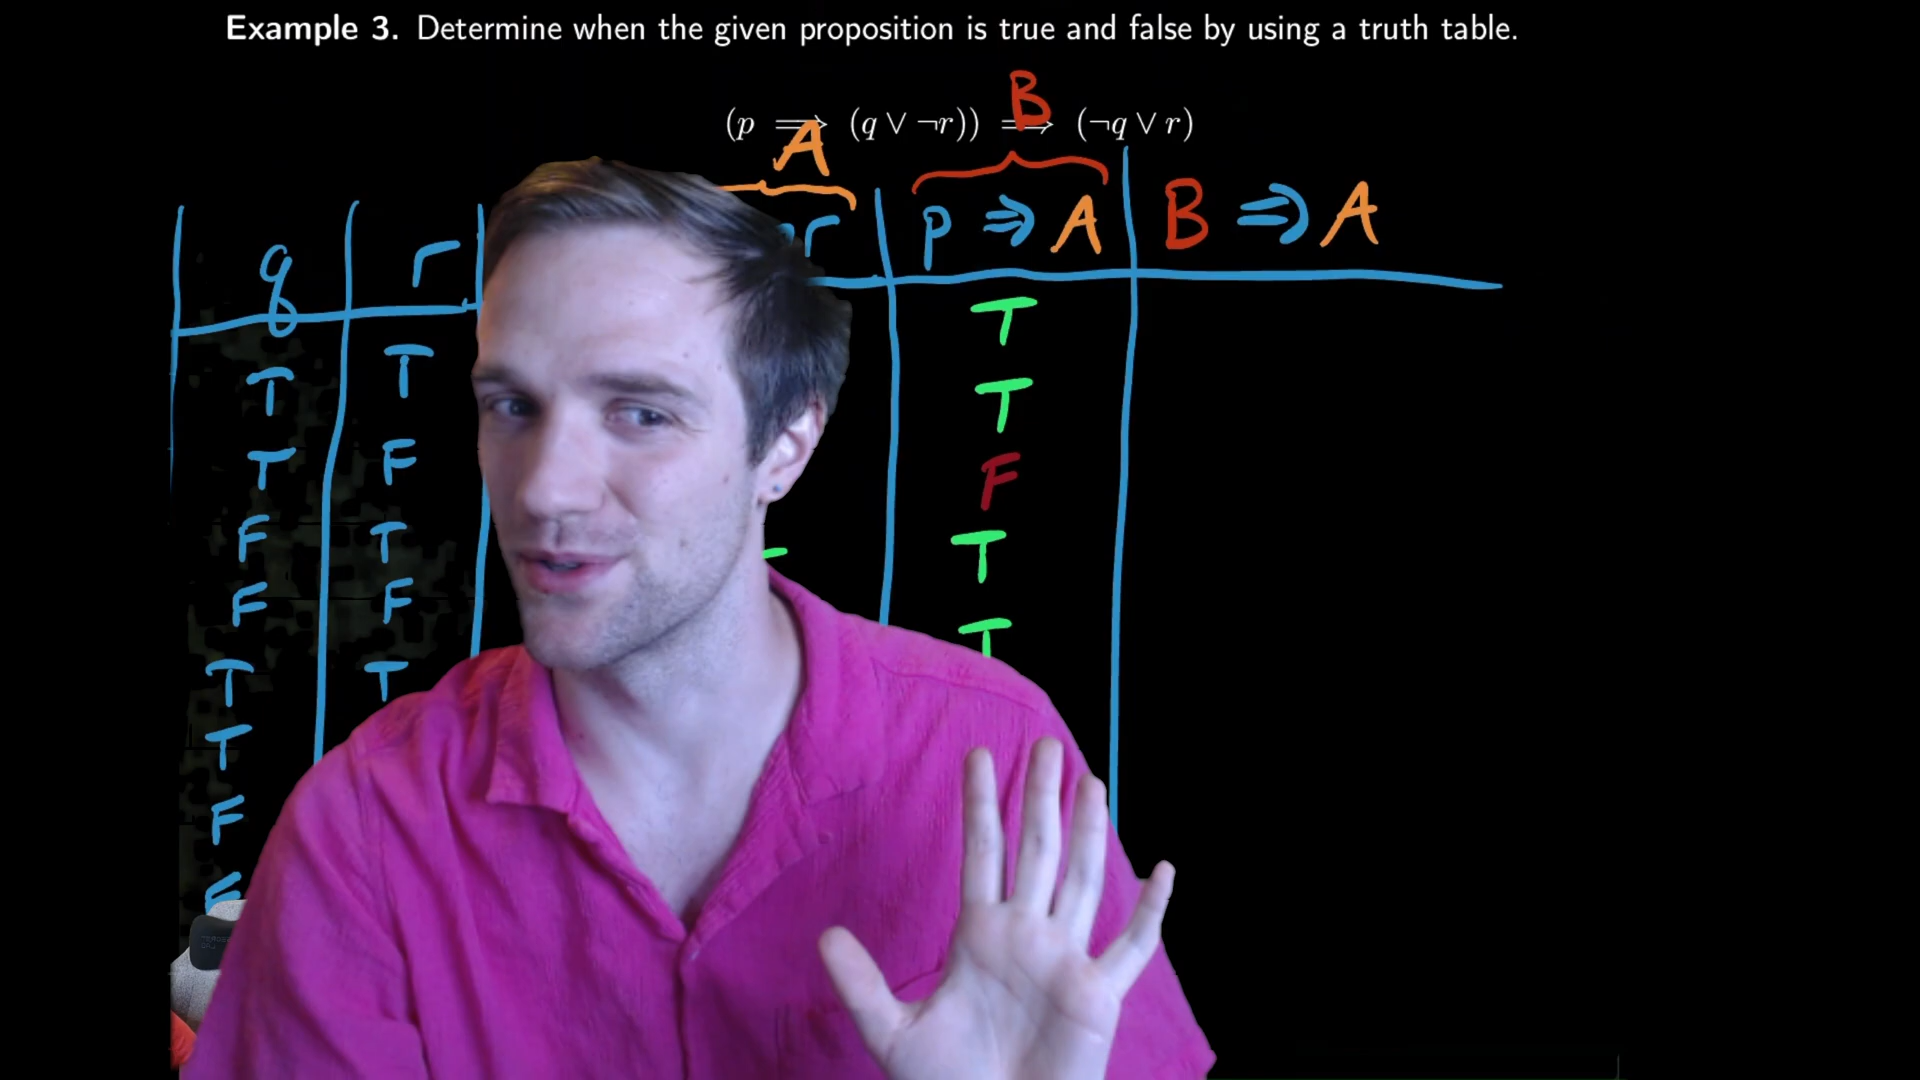 Example 3. Determine when the given proposition is true and false by using a truth table.
B
(p ⟹ (q ∨ ¬r)) ⟹ (¬q ∨ r)
A
q r r p ⇒ A B ⇒ A
T T T
T F T
F T F
F F T
T T T
T
F